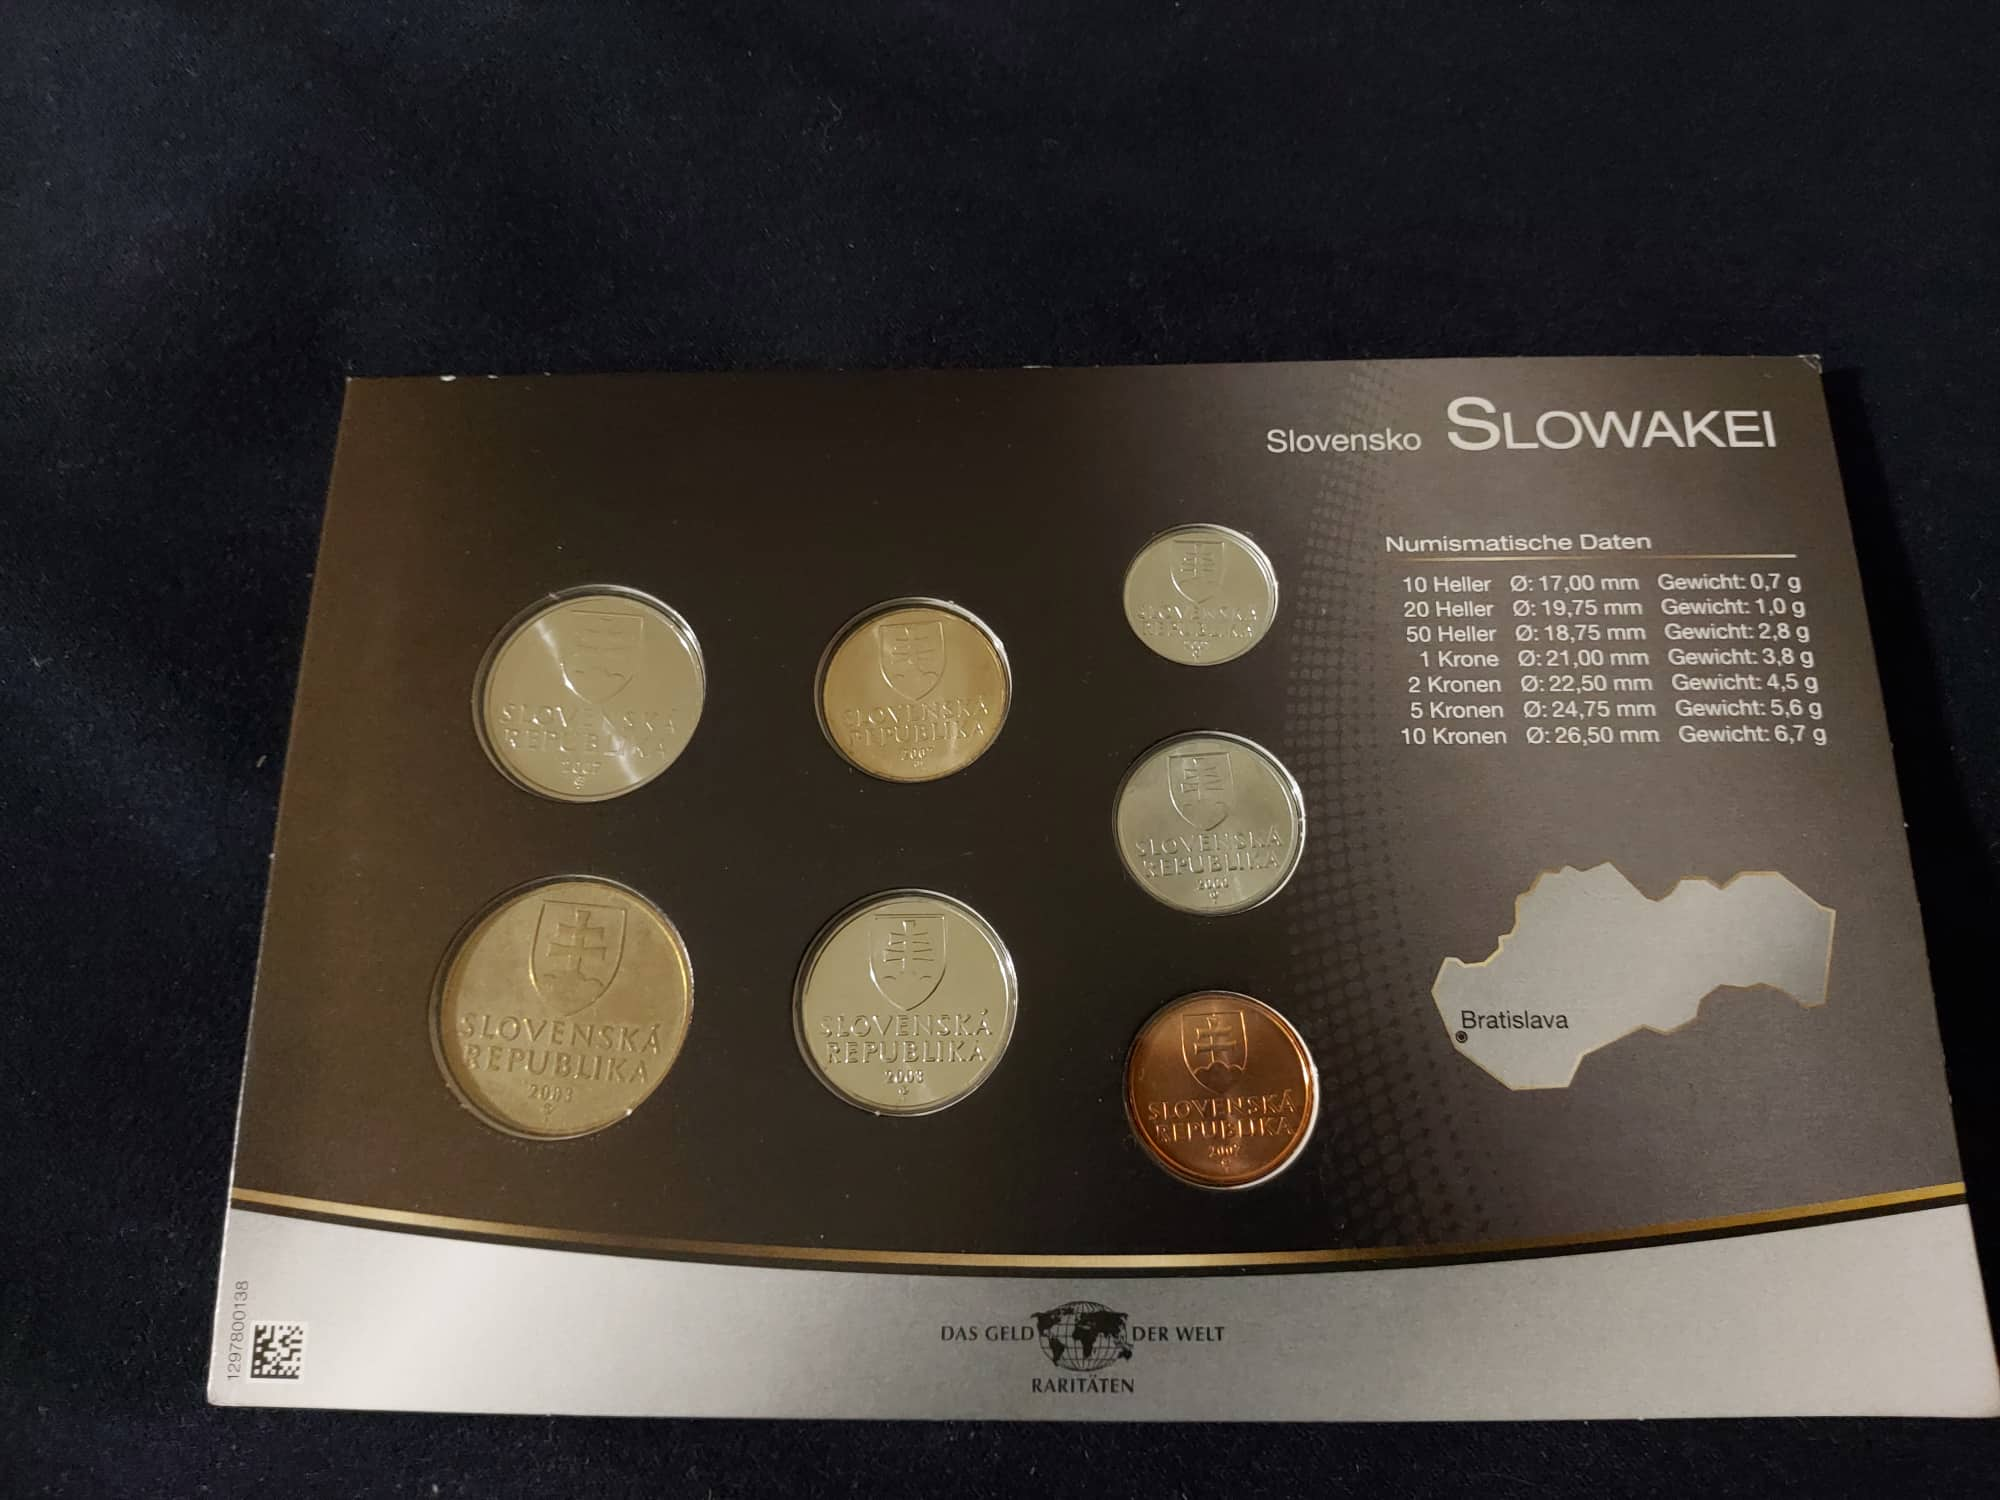 Slovensko SLOWAKEI
Numismatische Daten
10 Heller Ø: 17,00 mm Gewicht: 0,7 g
20 Heller Ø: 19,75 mm Gewicht: 1,0 g
50 Heller Ø: 18,75 mm Gewicht: 2,8 g
1 Krone Ø: 21,00 mm Gewicht: 3,8 g
2 Kronen Ø: 22,50 mm Gewicht: 4,5 g
5 Kronen Ø: 24,75 mm Gewicht: 5,6 g
10 Kronen Ø: 26,50 mm Gewicht: 6,7 g
SLOVENSKÁ
REPUBLIKA
2007
SLOVENSKÁ
REPUBLIKA
2007
SLOVENSKÁ
REPUBLIKA
SLOVENSKÁ
REPUBLIKA
SLOVENSKÁ
REPUBLIKA
2003
SLOVENSKÁ
REPUBLIKA
SLOVENSKÁ
REPUBLIKA
2007
Bratislava
1297800138
DAS GELD DER WELT
RARITÄTEN